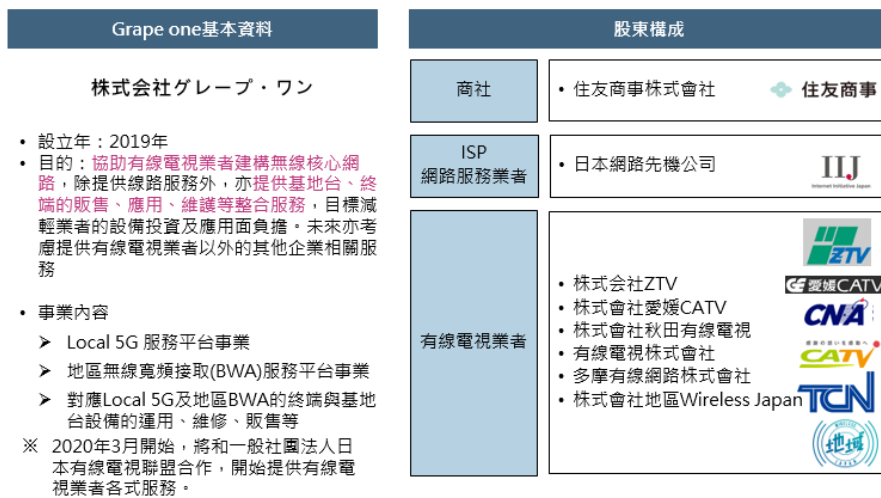 Grape one基本資料
株式会社グレープ・ワン
• 設立年：2019年
• 目的：協助有線電視業者建構無線核心網
路，除提供線路服務外，亦提供基地台、終
端的販售、應用、維護等整合服務，目標減
輕業者的設備投資及應用面負擔。未來亦考
慮提供有線電視業者以外的其他企業相關服
務
• 事業內容
➢ Local 5G 服務平台事業
➢ 地區無線寬頻接取(BWA)服務平台事業
➢ 對應Local 5G及地區BWA的終端與基地
台設備的運用、維修、販售等
※ 2020年3月開始，將和一般社團法人日
本有線電視聯盟合作，開始提供有線電
視業者各式服務。
股東構成
商社
• 住友商事株式會社
住友商事
ISP
網路服務業者
• 日本網路先機公司
IIJ
Internet Initiative Japan
有線電視業者
• 株式会社ZTV
• 株式會社愛媛CATV
• 株式會社秋田有線電視
• 有線電視株式會社
• 多摩有線網路株式會社
• 株式會社地區Wireless Japan
ZTV
愛媛CATV
CNA
CATV
TCN
地域